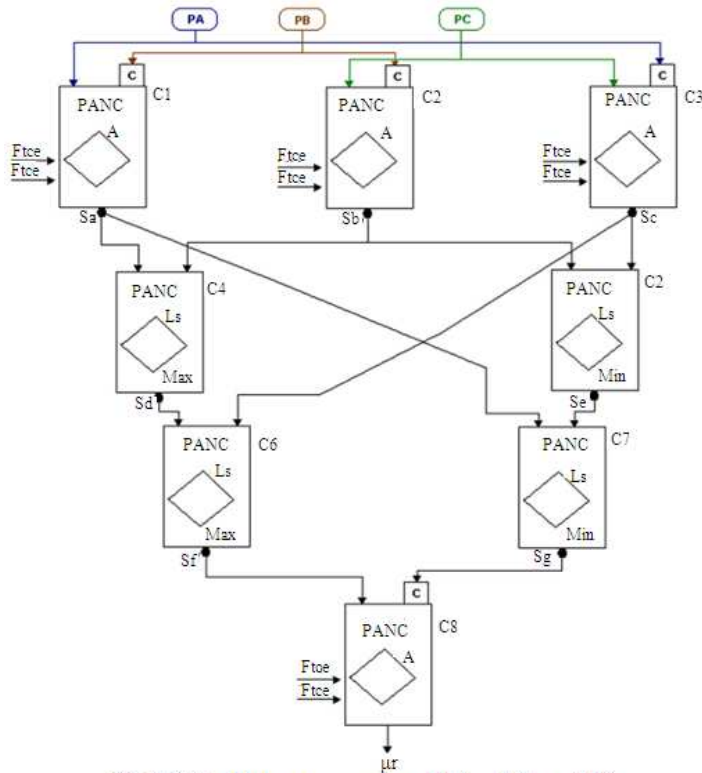 PA PB PC
C C C
PANC C1 PANC C2 PANC C3
A A A
Ftce Ftce Ftce
Ftce Ftce Ftce
Sa Sb Sc
PANC C4 PANC C2
Ls Ls
Max Min
Sd Se
PANC C6 PANC C7
Ls Ls
Max Min
Sf Sg
C
PANC C8
A
Ftoe
Ftce
μr